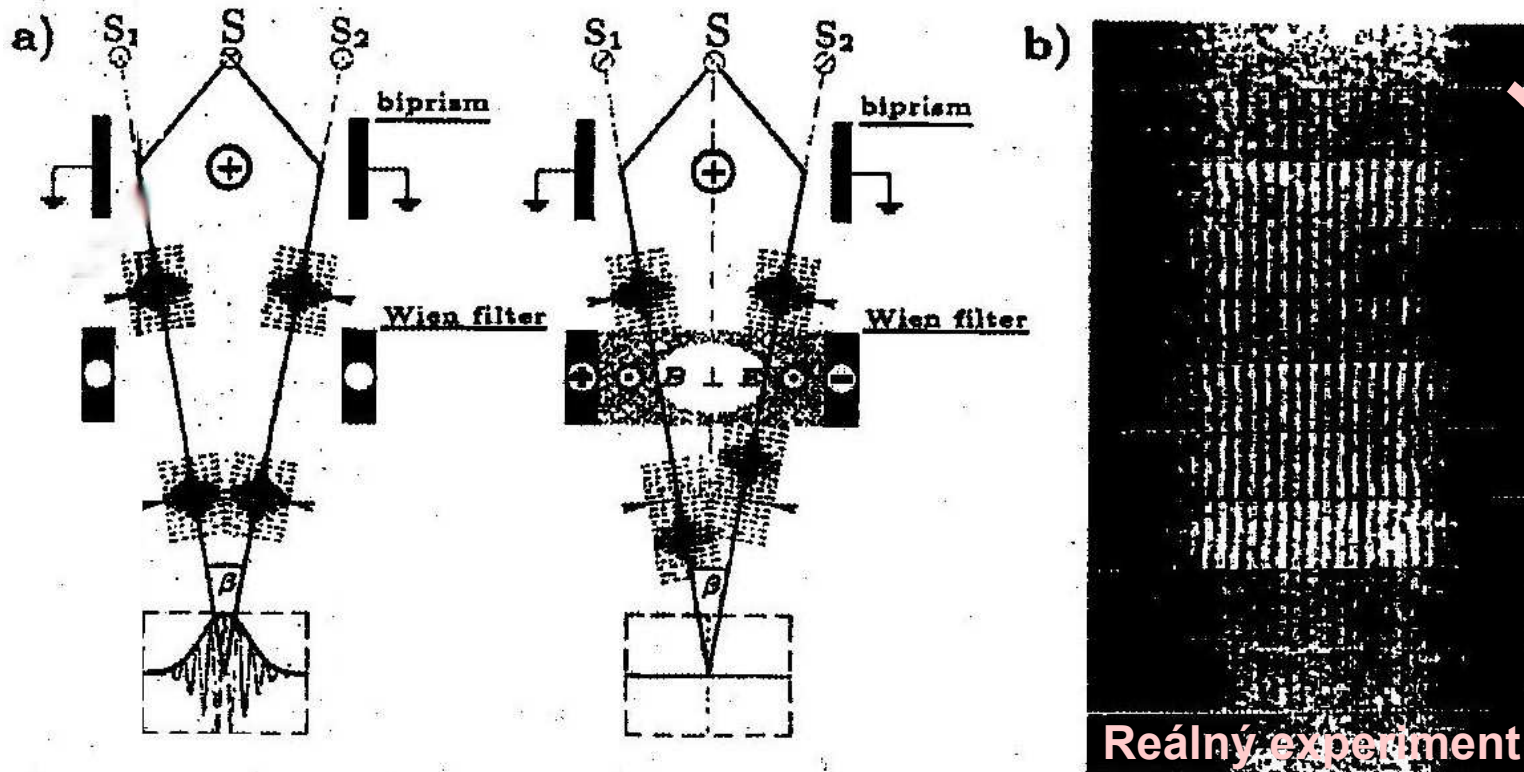 a)
S₁ S S₂
biprism
+
Wien filter
β
S₁ S S₂
biprism
+
Wien filter
+ B ⊥ E −
β
b)
Reálný experiment